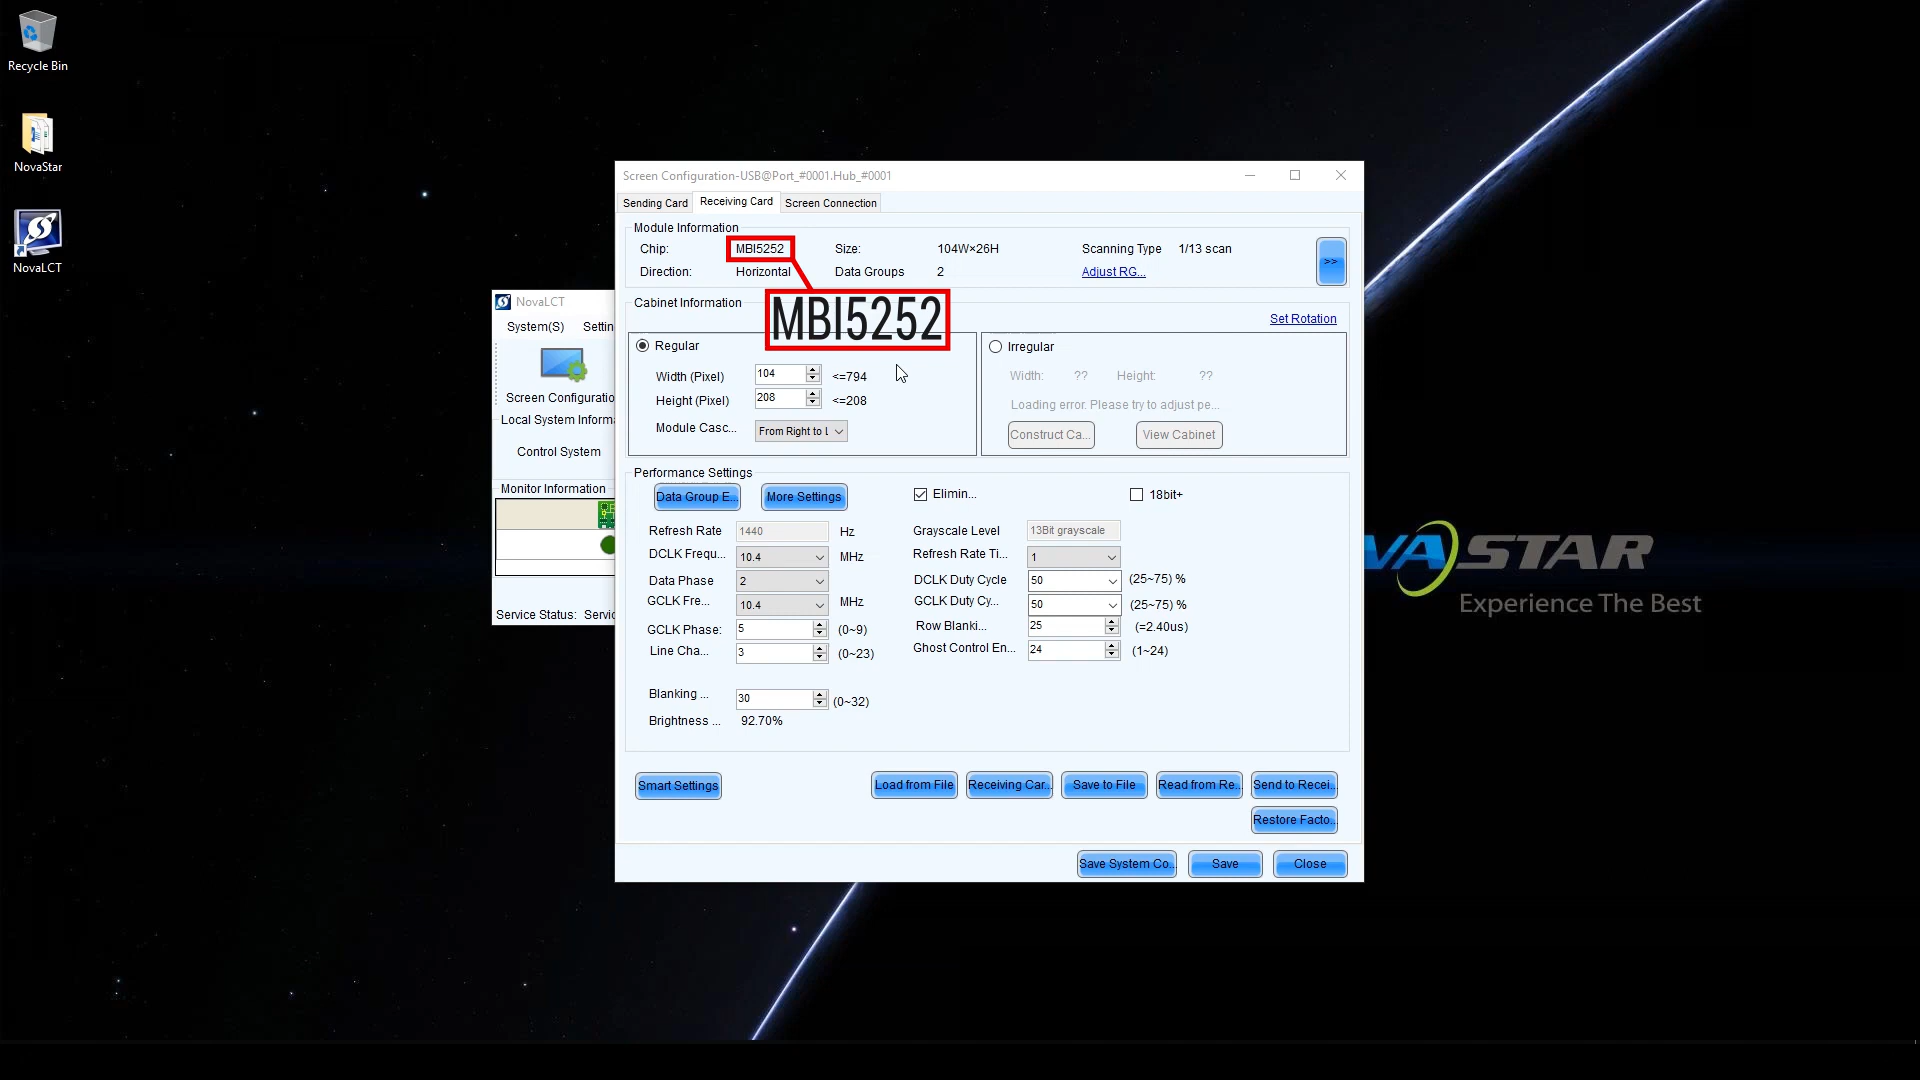 Recycle Bin
NovaStar
NovaLCT
NovaLCT
System(S) Settin
Screen Configuratio
Local System Informa
Control System
Monitor Information
Service Status: Servic
Screen Configuration-USB@Port_#0001.Hub_#0001
Sending Card Receiving Card Screen Connection
Module Information
Chip: MBI5252 Size: 104W×26H Scanning Type 1/13 scan
>>
Direction: Horizontal Data Groups 2 Adjust RG...
MBI5252
Cabinet Information
Set Rotation
Regular
Width (Pixel) 104 <=794
Height (Pixel) 208 <=208
Module Casc... From Right to L
Irregular
Width: ?? Height: ??
Loading error. Please try to adjust pe...
Construct Ca... View Cabinet
Performance Settings
Data Group E... More Settings Elimin... 18bit+
Refresh Rate 1440 Hz Grayscale Level 13Bit grayscale
DCLK Frequ... 10.4 MHz Refresh Rate Ti... 1
Data Phase 2 DCLK Duty Cycle 50 (25~75) %
GCLK Fre... 10.4 MHz GCLK Duty Cy... 50 (25~75) %
GCLK Phase: 5 (0~9) Row Blanki... 25 (=2.40us)
Line Cha... 3 (0~23) Ghost Control En... 24 (1~24)
Blanking ... 30 (0~32)
Brightness ... 92.70%
Smart Settings Load from File Receiving Car... Save to File Read from Re... Send to Recei...
Restore Facto...
Save System Co... Save Close
VASTAR
Experience The Best